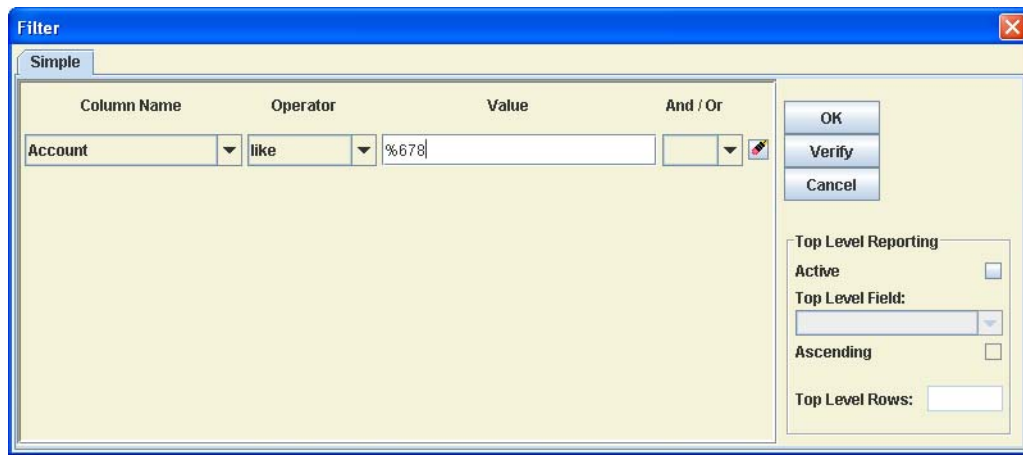 Filter
Simple
Column Name Operator Value And / Or
Account like %678
OK
Verify
Cancel
Top Level Reporting
Active
Top Level Field:
Ascending
Top Level Rows: